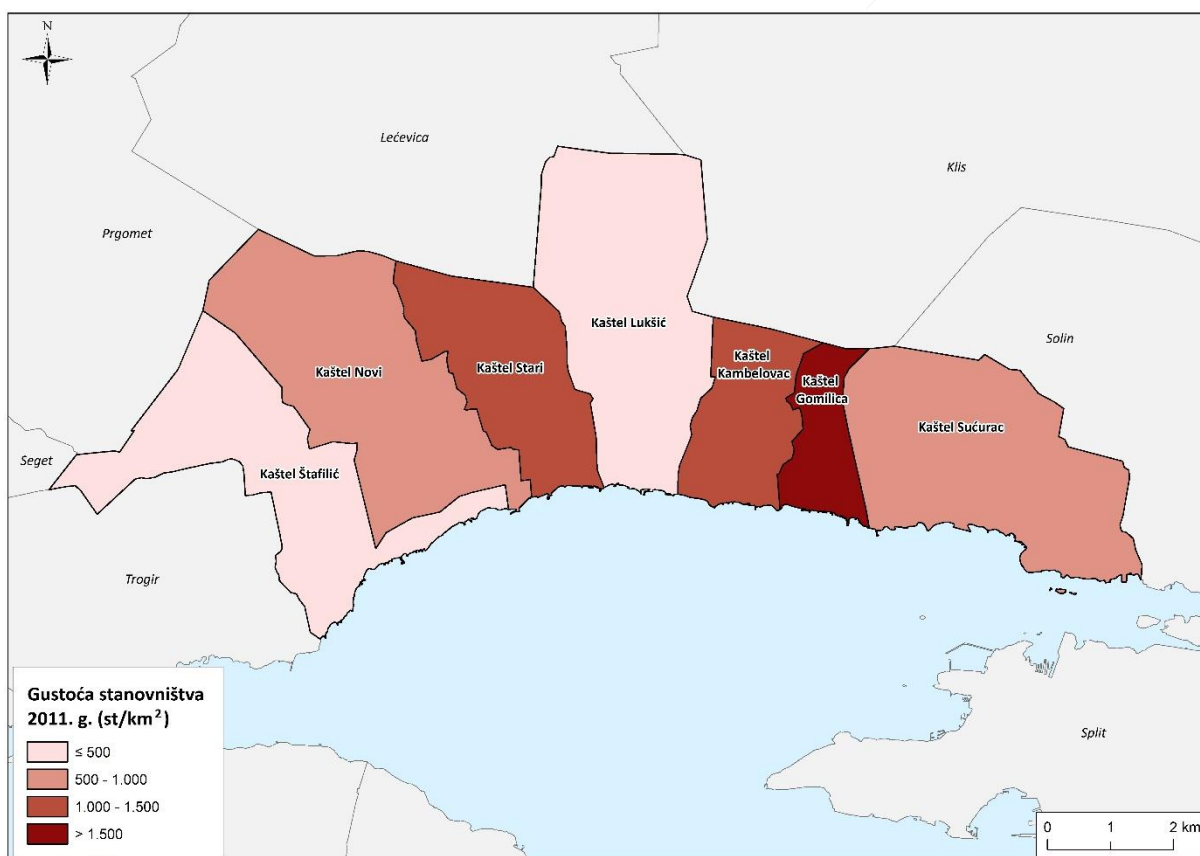 N
Lećevica
Klis
Prgomet
Solin
Kaštel Lukšić
Kaštel
Kambelovac
Kaštel Stari
Kaštel Novi
Kaštel
Gomilica
Kaštel Sućurac
Seget
Kaštel Štafilić
Trogir
Split
Gustoća stanovništva
2011. g. (st/km²)
≤ 500
500 - 1.000
1.000 - 1.500
> 1.500
0 1 2 km